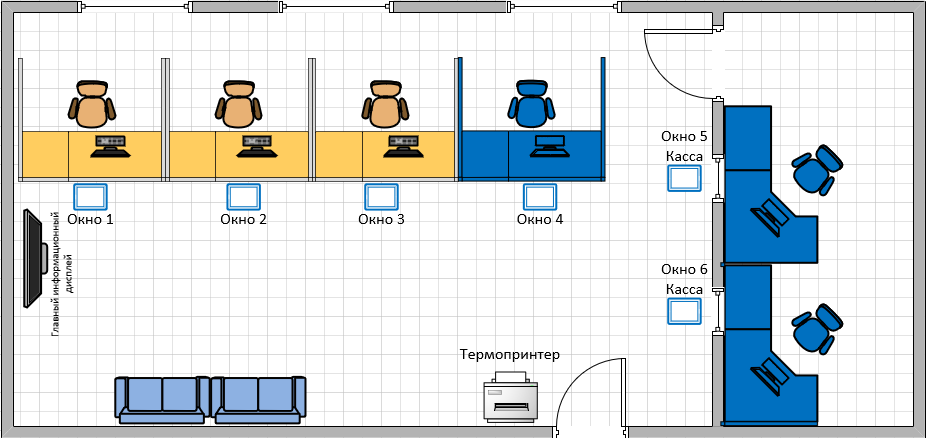 Окно 5
Касса
Окно 1
Окно 2
Окно 3
Окно 4
Главный информационный
дисплей
Окно 6
Касса
Термопринтер